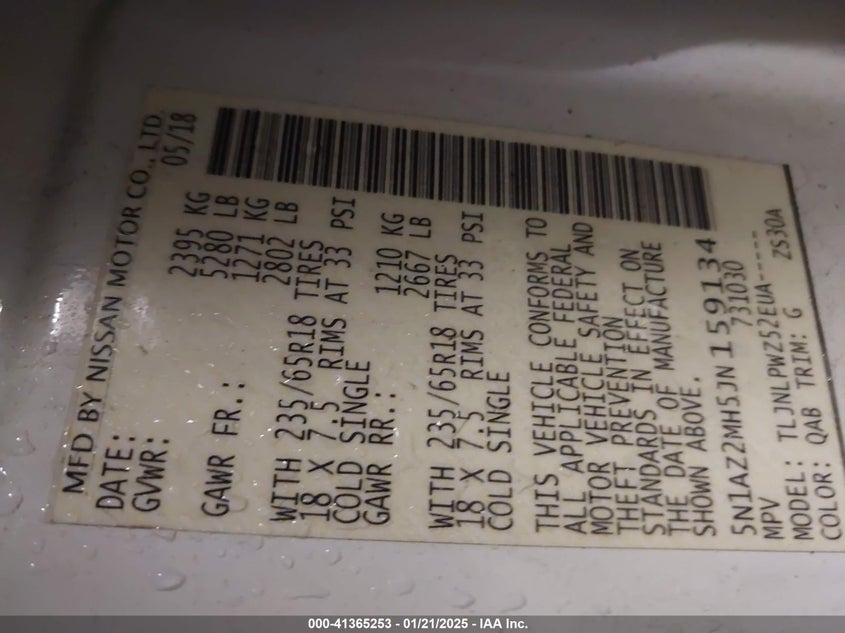 MFD BY NISSAN MOTOR CO., LTD.
DATE: 05/18
GVWR: 2395 KG
5280 LB
GAWR FR.: 1271 KG
2802 LB
WITH 235/65R18 TIRES
18 X 7.5 RIMS AT 33 PSI
COLD SINGLE
GAWR RR.: 1210 KG
2667 LB
WITH 235/65R18 TIRES
18 X 7.5 RIMS AT 33 PSI
COLD SINGLE
THIS VEHICLE CONFORMS TO
ALL APPLICABLE FEDERAL
MOTOR VEHICLE SAFETY AND
THEFT PREVENTION
STANDARDS IN EFFECT ON
THE DATE OF MANUFACTURE
SHOWN ABOVE.
5N1AZ2MH5JN159134
MPV 731030
MODEL: TLJNLPWZ52EUA-----
COLOR: QAB TRIM: G ZS30A
000-41365253 - 01/21/2025 - IAA Inc.